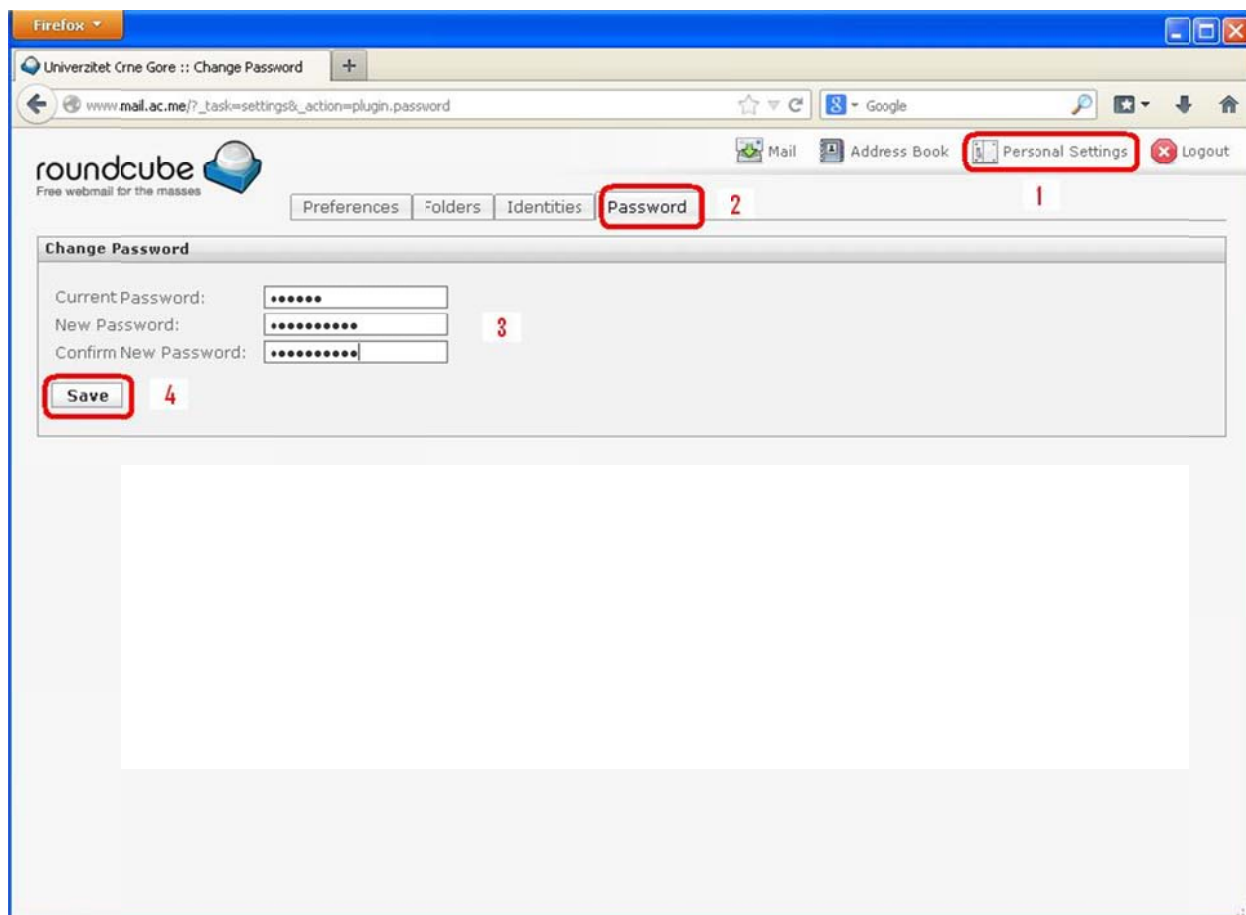 Firefox
Univerzitet Crne Gore :: Change Password
www.mail.ac.me/?_task=settings&_action=plugin.password
8 Google
Mail Address Book Personal Settings Logout
roundcube
Free webmail for the masses
1
Preferences Folders Identities Password 2
Change Password
Current Password: ••••••
New Password: ••••••••••
3
Confirm New Password: ••••••••••
Save 4